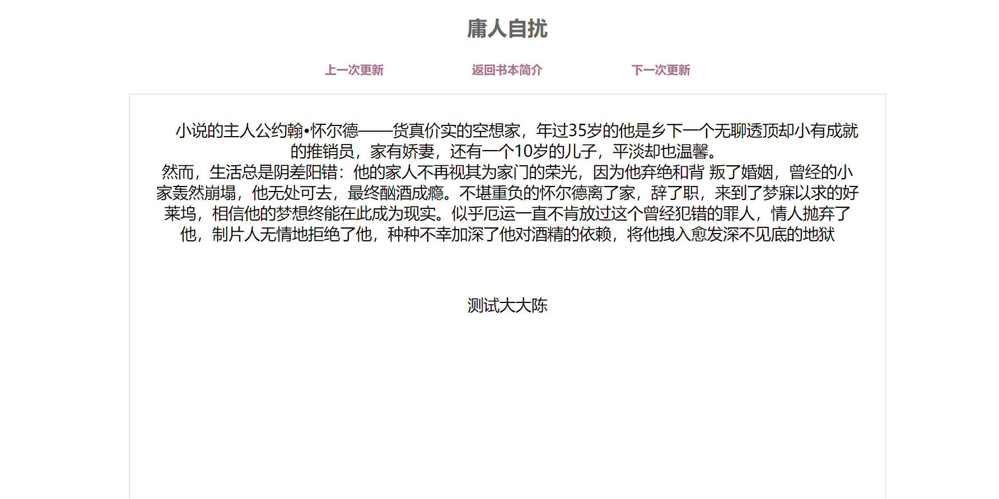 庸人自扰
上一次更新 返回书本简介 下一次更新
小说的主人公约翰•怀尔德——货真价实的空想家，年过35岁的他是乡下一个无聊透顶却小有成就
的推销员，家有娇妻，还有一个10岁的儿子，平淡却也温馨。
然而，生活总是阴差阳错：他的家人不再视其为家门的荣光，因为他弃绝和背 叛了婚姻，曾经的小
家轰然崩塌，他无处可去，最终酗酒成瘾。不堪重负的怀尔德离了家，辞了职，来到了梦寐以求的好
莱坞，相信他的梦想终能在此成为现实。似乎厄运一直不肯放过这个曾经犯错的罪人，情人抛弃了
他，制片人无情地拒绝了他，种种不幸加深了他对酒精的依赖，将他拽入愈发深不见底的地狱
测试大大陈